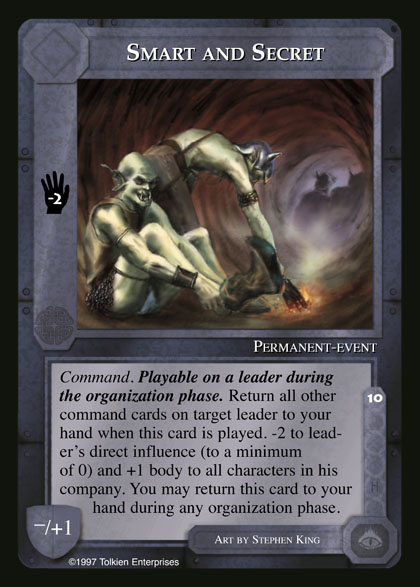 SMART AND SECRET
-2
PERMANENT-EVENT
Command. Playable on a leader during
the organization phase. Return all other
command cards on target leader to your
hand when this card is played. -2 to lead-
er's direct influence (to a minimum
of 0) and +1 body to all characters in his
company. You may return this card to your
hand during any organization phase.
10
H
–/+1
ART BY STEPHEN KING
©1997 Tolkien Enterprises